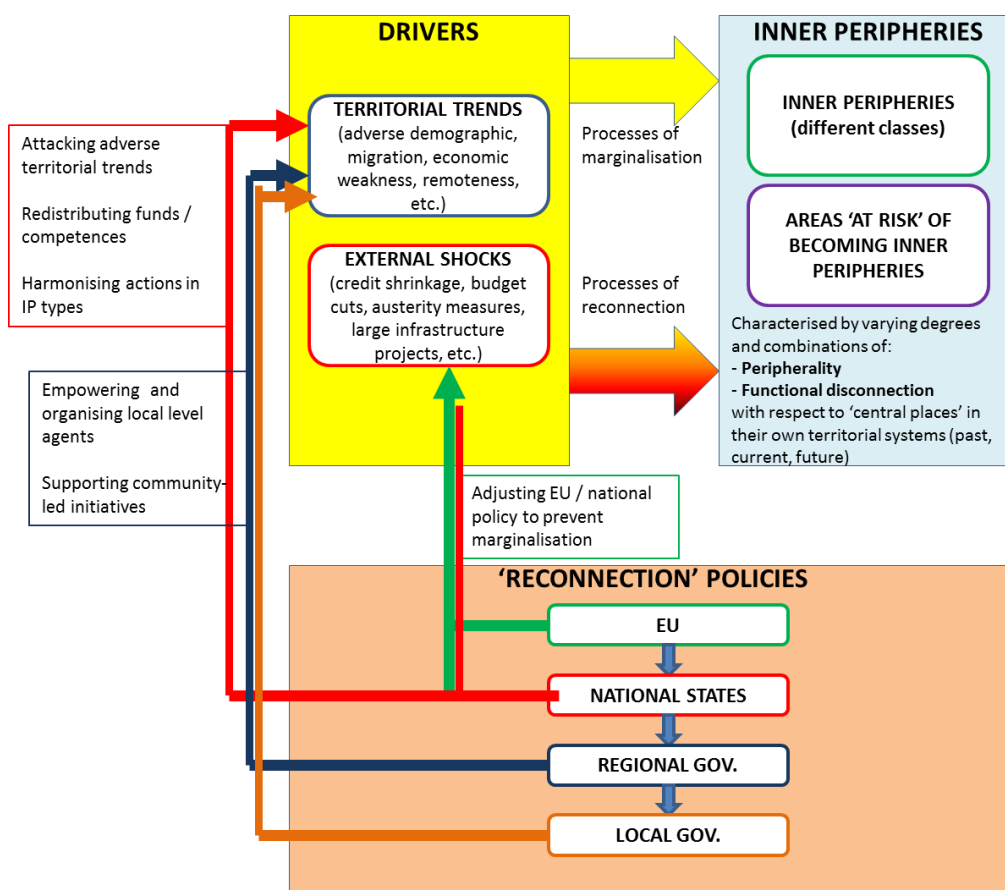 DRIVERS
TERRITORIAL TRENDS
(adverse demographic,
migration, economic
weakness, remoteness,
etc.)
EXTERNAL SHOCKS
(credit shrinkage, budget
cuts, austerity measures,
large infrastructure
projects, etc.)
Processes of
marginalisation
Processes of
reconnection
INNER PERIPHERIES
INNER PERIPHERIES
(different classes)
AREAS ‘AT RISK’ OF
BECOMING INNER
PERIPHERIES
Characterised by varying degrees
and combinations of:
- Peripherality
- Functional disconnection
with respect to ‘central places’ in
their own territorial systems (past,
current, future)
Attacking adverse
territorial trends
Redistributing funds /
competences
Harmonising actions in
IP types
Empowering and
organising local level
agents
Supporting community-
led initiatives
Adjusting EU / national
policy to prevent
marginalisation
‘RECONNECTION’ POLICIES
EU
NATIONAL STATES
REGIONAL GOV.
LOCAL GOV.